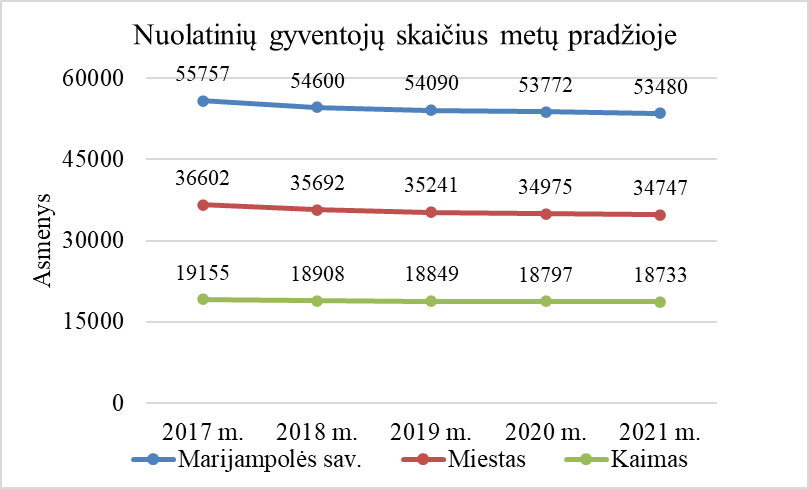 Nuolatinių gyventojų skaičius metų pradžioje
60000
45000
30000
15000
0
Asmenys
55757 54600 54090 53772 53480
36602 35692 35241 34975 34747
19155 18908 18849 18797 18733
2017 m. 2018 m. 2019 m. 2020 m. 2021 m.
Marijampolės sav. Miestas Kaimas